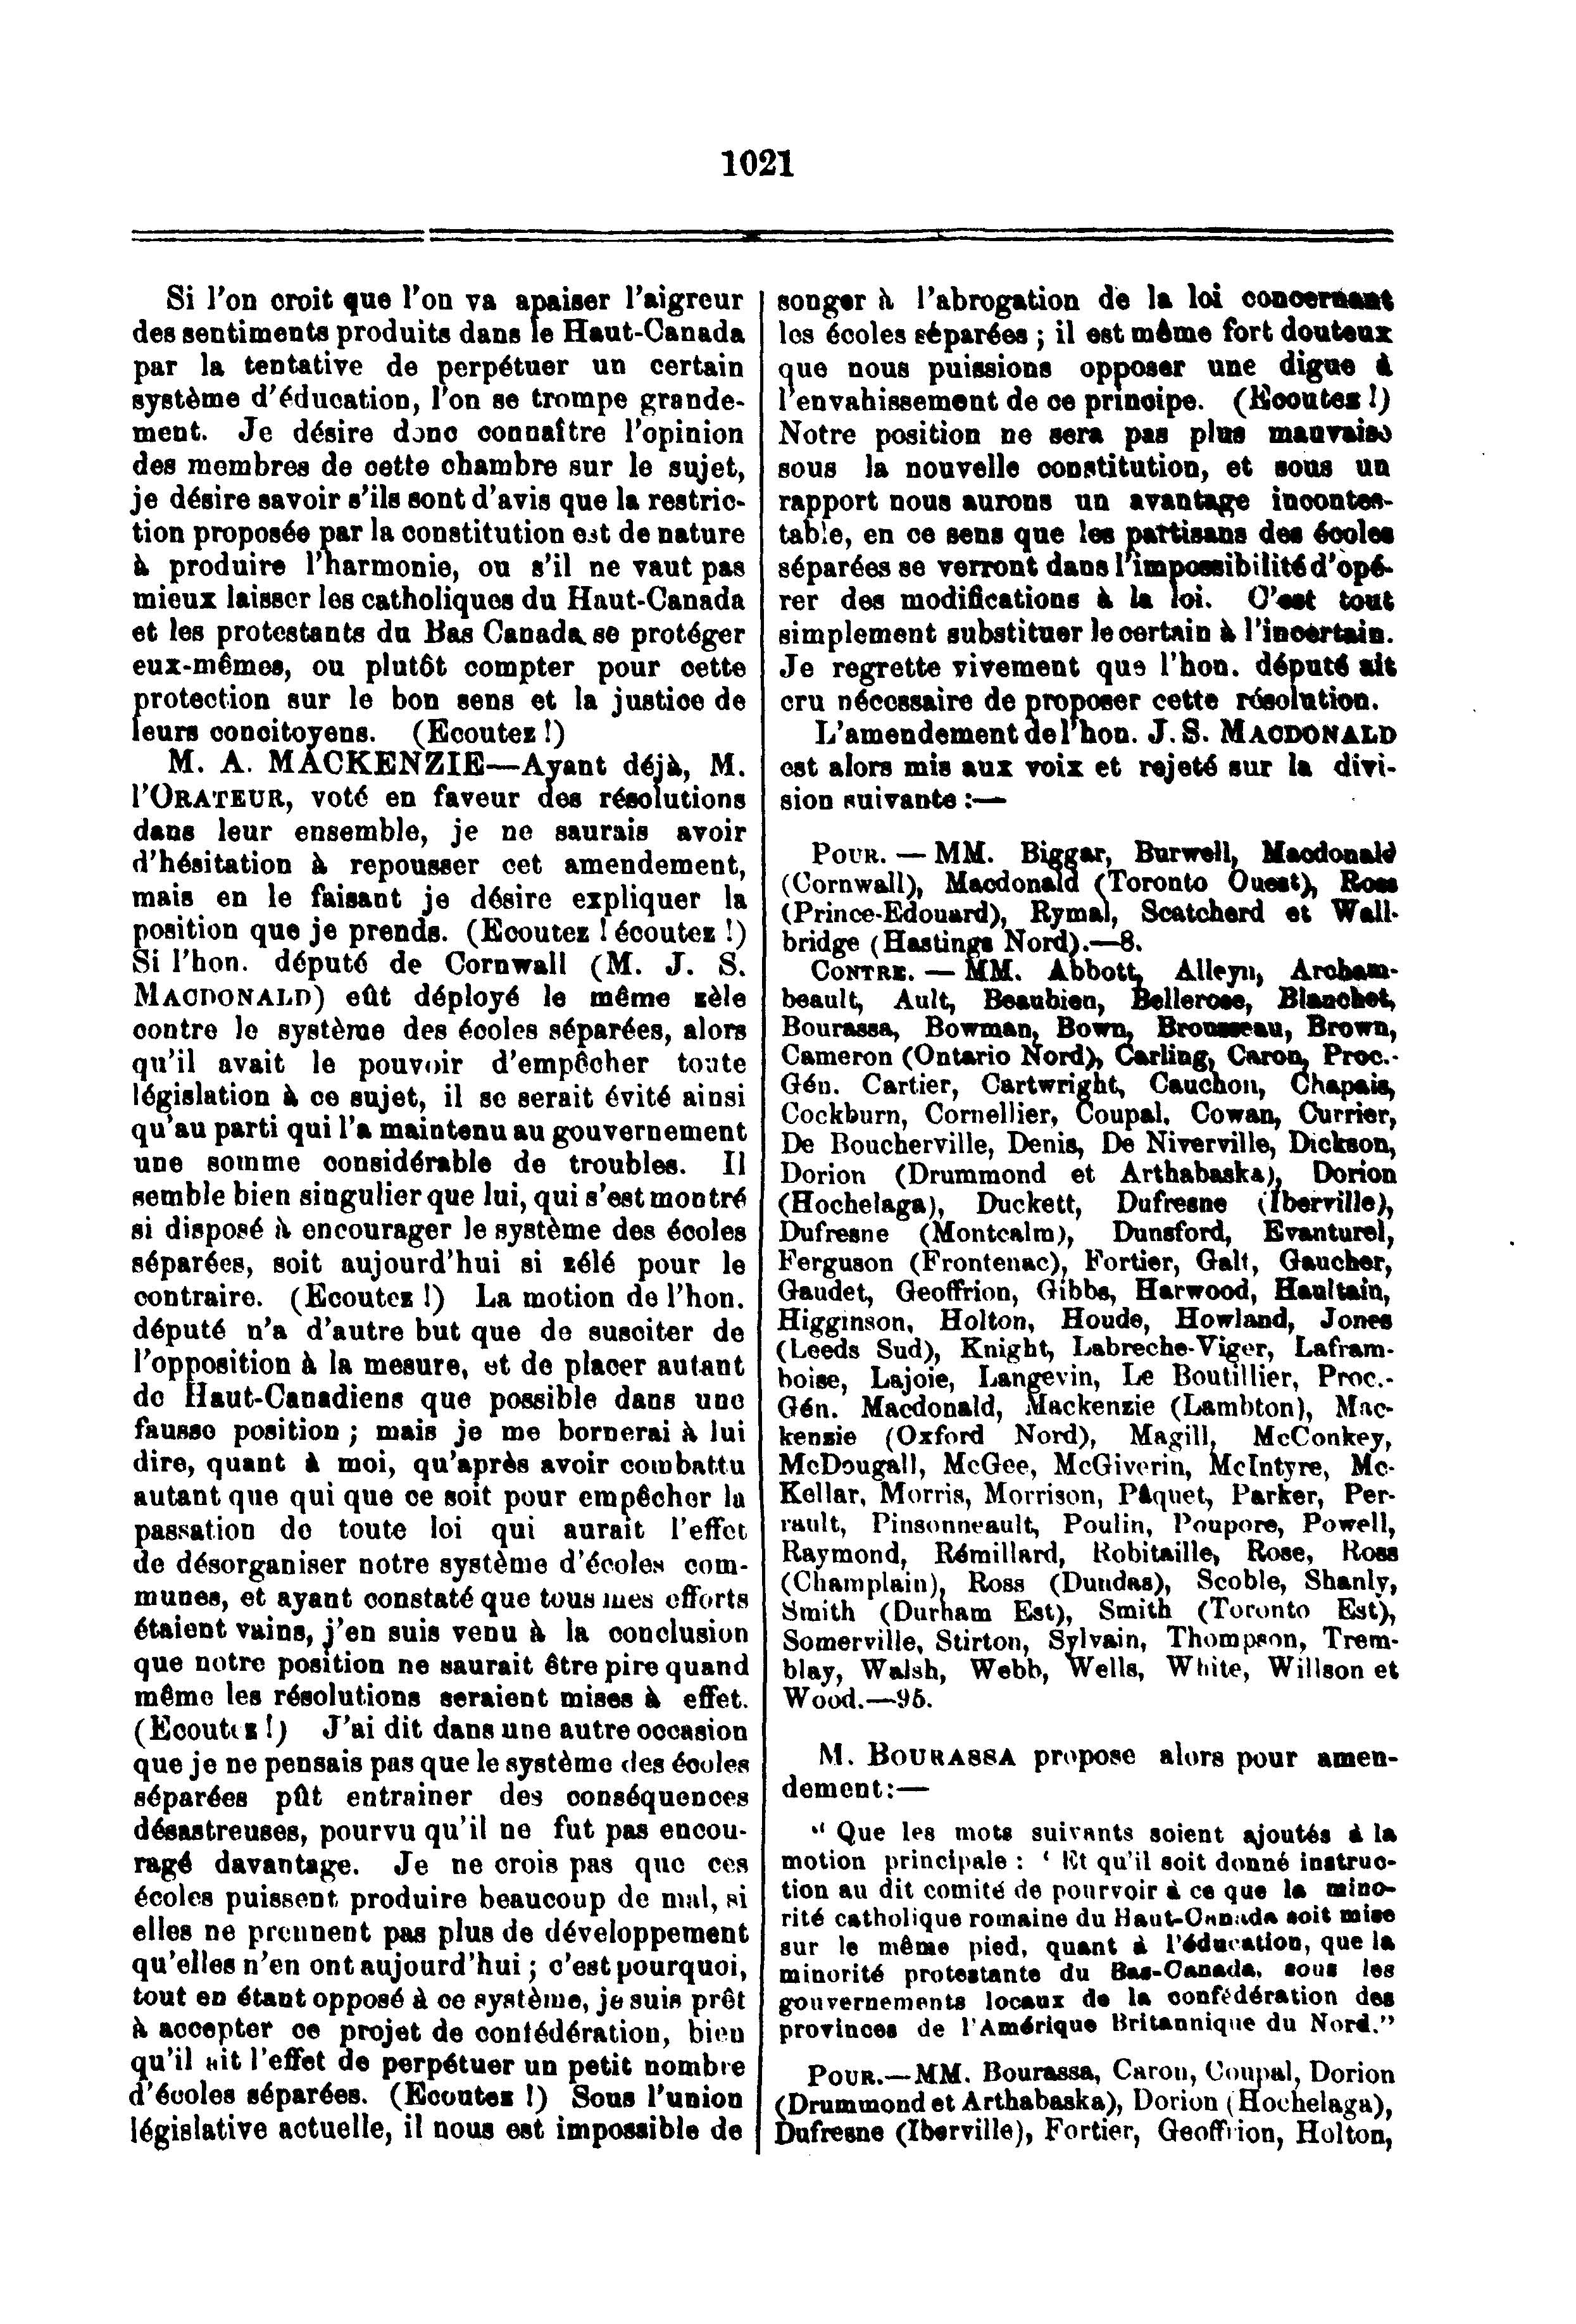 1021
Si l'on croit que l'on va apaiser l'aigreur
des sentiments produits dans le Haut-Canada
par la tentative de perpétuer un certain
système d'éducation, l'on se trompe grande-
ment. Je désire donc connaître l'opinion
des membres de cette chambre sur le sujet,
je désire savoir s'ils sont d'avis que la restric-
tion proposée par la constitution est de nature
à produire l'harmonie, ou s'il ne vaut pas
mieux laisser les catholiques du Haut-Canada
et les protestants du Bas Canada se protéger
eux-mêmes, ou plutôt compter pour cette
protection sur le bon sens et la justice de
leurs concitoyens. (Ecoutez !)
M. A. MACKENZIE—Ayant déjà, M.
l'ORATEUR, voté en faveur des résolutions
dans leur ensemble, je ne saurais avoir
d'hésitation à repousser cet amendement,
mais en le faisant je désire expliquer la
position que je prends. (Ecoutez ! écoutez !)
Si l'hon. député de Cornwall (M. J. S.
MACDONALD) eût déployé le même zèle
contre le système des écoles séparées, alors
qu'il avait le pouvoir d'empêcher toute
législation à ce sujet, il se serait évité ainsi
qu'au parti qui l'a maintenu au gouvernement
une somme considérable de troubles. Il
semble bien singulier que lui, qui s'est montré
si disposé à encourager le système des écoles
séparées, soit aujourd'hui si zélé pour le
contraire. (Ecoutez !) La motion de l'hon.
député n'a d'autre but que de susciter de
l'opposition à la mesure, et de placer autant
de Haut-Canadiens que possible dans une
fausse position ; mais je me bornerai à lui
dire, quant à moi, qu'après avoir combattu
autant que qui que ce soit pour empêcher la
passation de toute loi qui aurait l'effet
de désorganiser notre système d'écoles com-
munes, et ayant constaté que tous mes efforts
étaient vains, j'en suis venu à la conclusion
que notre position ne saurait être pire quand
même les résolutions seraient mises à effet.
(Ecoutez !) J'ai dit dans une autre occasion
que je ne pensais pas que le système des écoles
séparées pût entrainer des conséquences
désastreuses, pourvu qu'il ne fut pas encou-
ragé davantage. Je ne crois pas que ces
écoles puissent produire beaucoup de mal, si
elles ne prennent pas plus de développement
qu'elles n'en ont aujourd'hui ; c'est pourquoi,
tout en étant opposé à ce système, je suis prêt
à accepter ce projet de confédération, bien
qu'il ait l'effet de perpétuer un petit nombre
d'écoles séparées. (Ecoutez !) Sous l'union
législative actuelle, il nous est impossible de
songer à l'abrogation de la loi concernant
les écoles séparées ; il est même fort douteux
que nous puissions opposer une digue à
l'envahissement de ce principe. (Ecoutez !)
Notre position ne sera pas plus mauvaise
sous la nouvelle constitution, et sous un
rapport nous aurons un avantage incontes-
table, en ce sens que les partisans des écoles
séparées se verront dans l'impossibilité d'opé-
rer des modifications à la loi. C'est tout
simplement substituer le certain à l'incertain.
Je regrette vivement que l'hon. député ait
cru nécessaire de proposer cette résolution.
L'amendement de l'hon. J. S. MACDONALD
est alors mis aux voix et rejeté sur la divi-
sion suivante :—
POUR. — MM. Biggar, Burwell, Macdonald
(Cornwall), Macdonald (Toronto Ouest), Ross
(Prince-Edouard), Rymal, Scatcherd et Wall-
bridge (Hastings Nord).—8.
CONTRE. — MM. Abbott, Alleyn, Archam-
beault, Ault, Beaubien, Bellerose, Blanchet,
Bourassa, Bowman, Bown, Brousseau, Brown,
Cameron (Ontario Nord), Carling, Caron, Proc.-
Gén. Cartier, Cartwright, Cauchon, Chapais,
Cockburn, Cornellier, Coupal, Cowan, Currier,
De Boucherville, Denis, De Niverville, Dickson,
Dorion (Drummond et Arthabaska), Dorion
(Hochelaga), Duckett, Dufresne (Iberville),
Dufresne (Montcalm), Dunsford, Evanturel,
Ferguson (Frontenac), Fortier, Galt, Gaucher,
Gaudet, Geoffrion, Gibbs, Harwood, Haultain,
Higginson, Holton, Houde, Howland, Jones
(Leeds Sud), Knight, Labreche-Viger, Lafram-
boise, Lajoie, Langevin, Le Boutillier, Proc.-
Gén. Macdonald, Mackenzie (Lambton), Mac-
kenzie (Oxford Nord), Magill, McConkey,
McDougall, McGee, McGiverin, McIntyre, Mc-
Kellar, Morris, Morrison, Pâquet, Parker, Per-
rault, Pinsonneault, Poulin, Poupore, Powell,
Raymond, Rémillard, Robitaille, Rose, Ross
(Champlain), Ross (Dundas), Scoble, Shanly,
Smith (Durham Est), Smith (Toronto Est),
Somerville, Stirton, Sylvain, Thompson, Trem-
blay, Walsh, Webb, Wells, White, Willson et
Wood.—95.
M. BOURASSA propose alors pour amen-
dement:—
" Que les mots suivants soient ajoutés à la
motion principale : ' Et qu'il soit donné instruc-
tion au dit comité de pourvoir à ce que la mino-
rité catholique romaine du Haut-Canada soit mise
sur le même pied, quant à l'éducation, que la
minorité protestante du Bas-Canada, sous les
gouvernements locaux de la confédération des
provinces de l'Amérique Britannique du Nord."
POUR.—MM. Bourassa, Caron, Coupal, Dorion
(Drummond et Arthabaska), Dorion (Hochelaga),
Dufresne (Iberville), Fortier, Geoffrion, Holton,